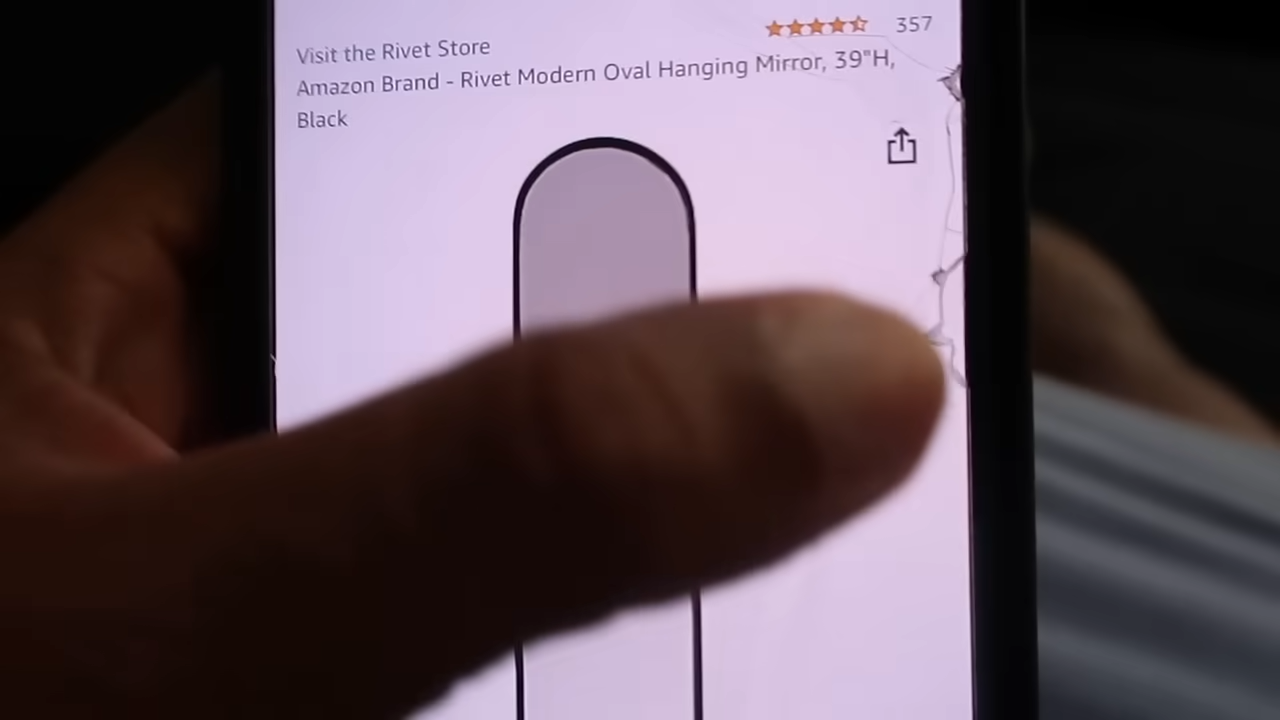 Visit the Rivet Store
357
Amazon Brand - Rivet Modern Oval Hanging Mirror, 39"H,
Black